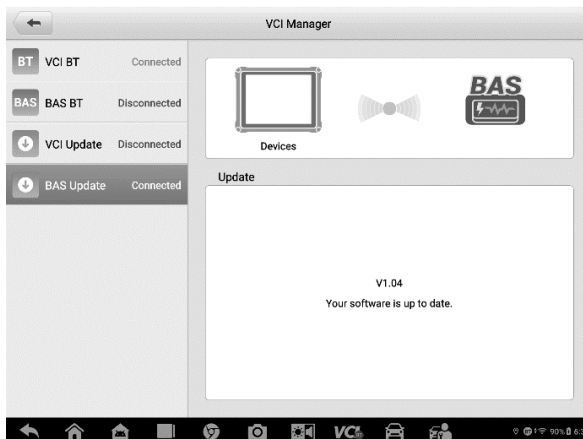 VCI Manager
BT VCI BT Connected
BAS BAS BT Disconnected
VCI Update Disconnected
BAS Update Connected
BAS
Devices
Update
V1.04
Your software is up to date.
VCI
90%